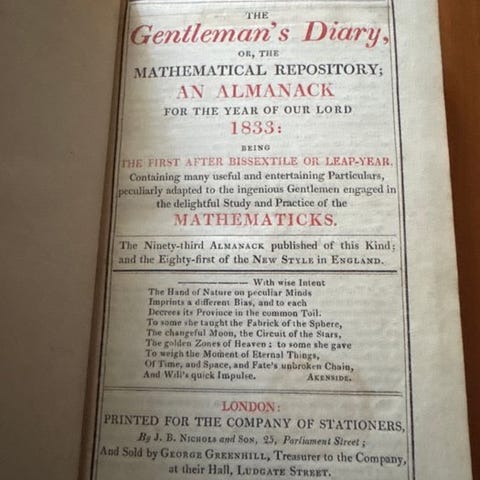 THE
Gentleman's Diary,
OR, THE
MATHEMATICAL REPOSITORY;
AN ALMANACK
FOR THE YEAR OF OUR LORD
1833:
BEING
THE FIRST AFTER BISSEXTILE OR LEAP-YEAR.
Containing many useful and entertaining Particulars,
peculiarly adapted to the ingenious Gentlemen engaged in
the delightful Study and Practice of the
MATHEMATICKS.
The Ninety-third ALMANACK published of this Kind;
and the Eighty-first of the NEW STYLE in ENGLAND.
———— With wise Intent
The Hand of Nature on peculiar Minds
Imprints a different Bias, and to each
Decrees its Province in the common Toil.
To some she taught the Fabrick of the Sphere,
The changeful Moon, the Circuit of the Stars,
The golden Zones of Heaven: to some she gave
To weigh the Moment of Eternal Things,
Of Time, and Space, and Fate's unbroken Chain,
And Will's quick Impulse. AKENSIDE.
LONDON:
PRINTED FOR THE COMPANY OF STATIONERS,
By J. B. NICHOLS and SON, 25, Parliament Street;
And Sold by GEORGE GREENHILL, Treasurer to the Company,
at their Hall, LUDGATE STREET.